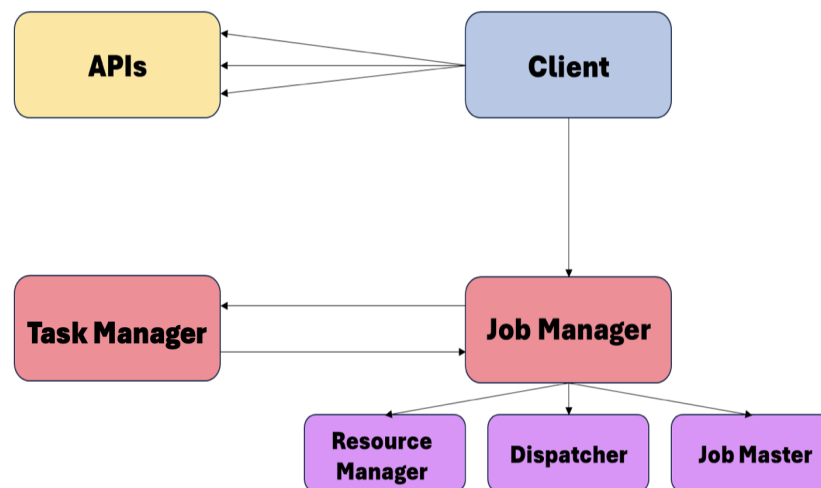 APIs
Client
Task Manager
Job Manager
Resource
Manager
Dispatcher
Job Master